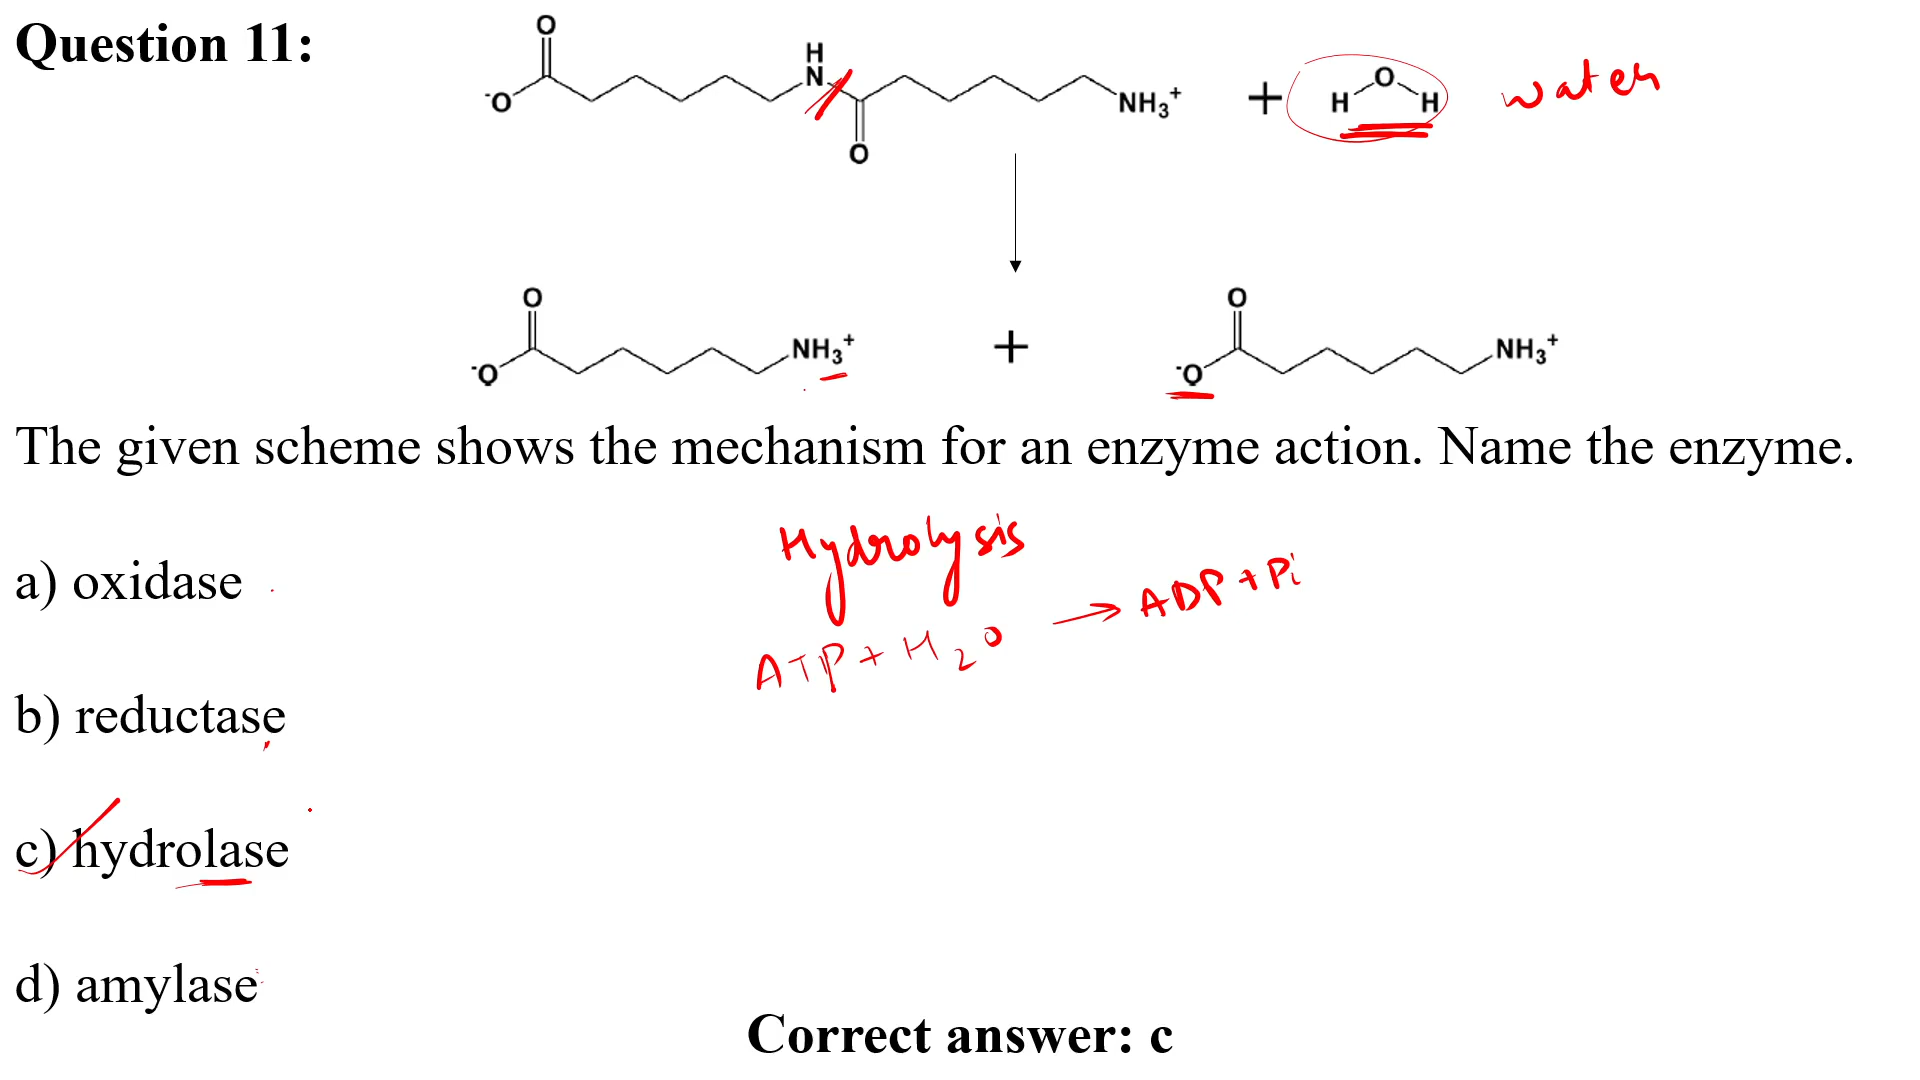 Question 11:
O
H
N
⁻O
NH₃⁺
O
+
H
O
H
water
O
⁻O
NH₃⁺
+
O
⁻O
NH₃⁺
The given scheme shows the mechanism for an enzyme action. Name the enzyme.
Hydrolysis
ATP + H₂O → ADP + Pi
a) oxidase
b) reductase
c) hydrolase
d) amylase
Correct answer: c